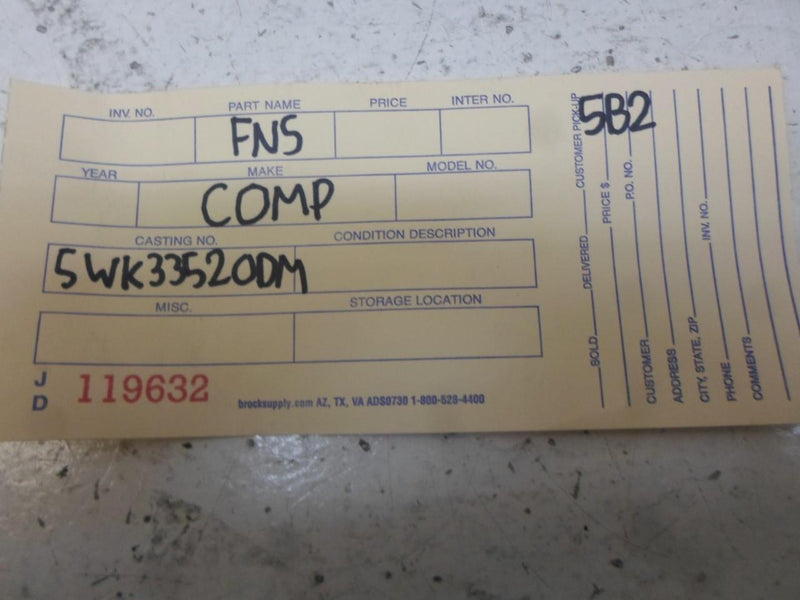 INV. NO. PART NAME PRICE INTER NO.
FNS
YEAR MAKE MODEL NO.
COMP
CASTING NO. CONDITION DESCRIPTION
5WK33520DM
MISC. STORAGE LOCATION
J D 119632
brocksupply.com AZ, TX, VA ADS0730 1-800-528-4400
5B2
SOLD DELIVERED CUSTOMER PICK-UP
PRICE $
P.O. NO.
CUSTOMER
ADDRESS
CITY, STATE, ZIP
PHONE INV. NO.
COMMENTS